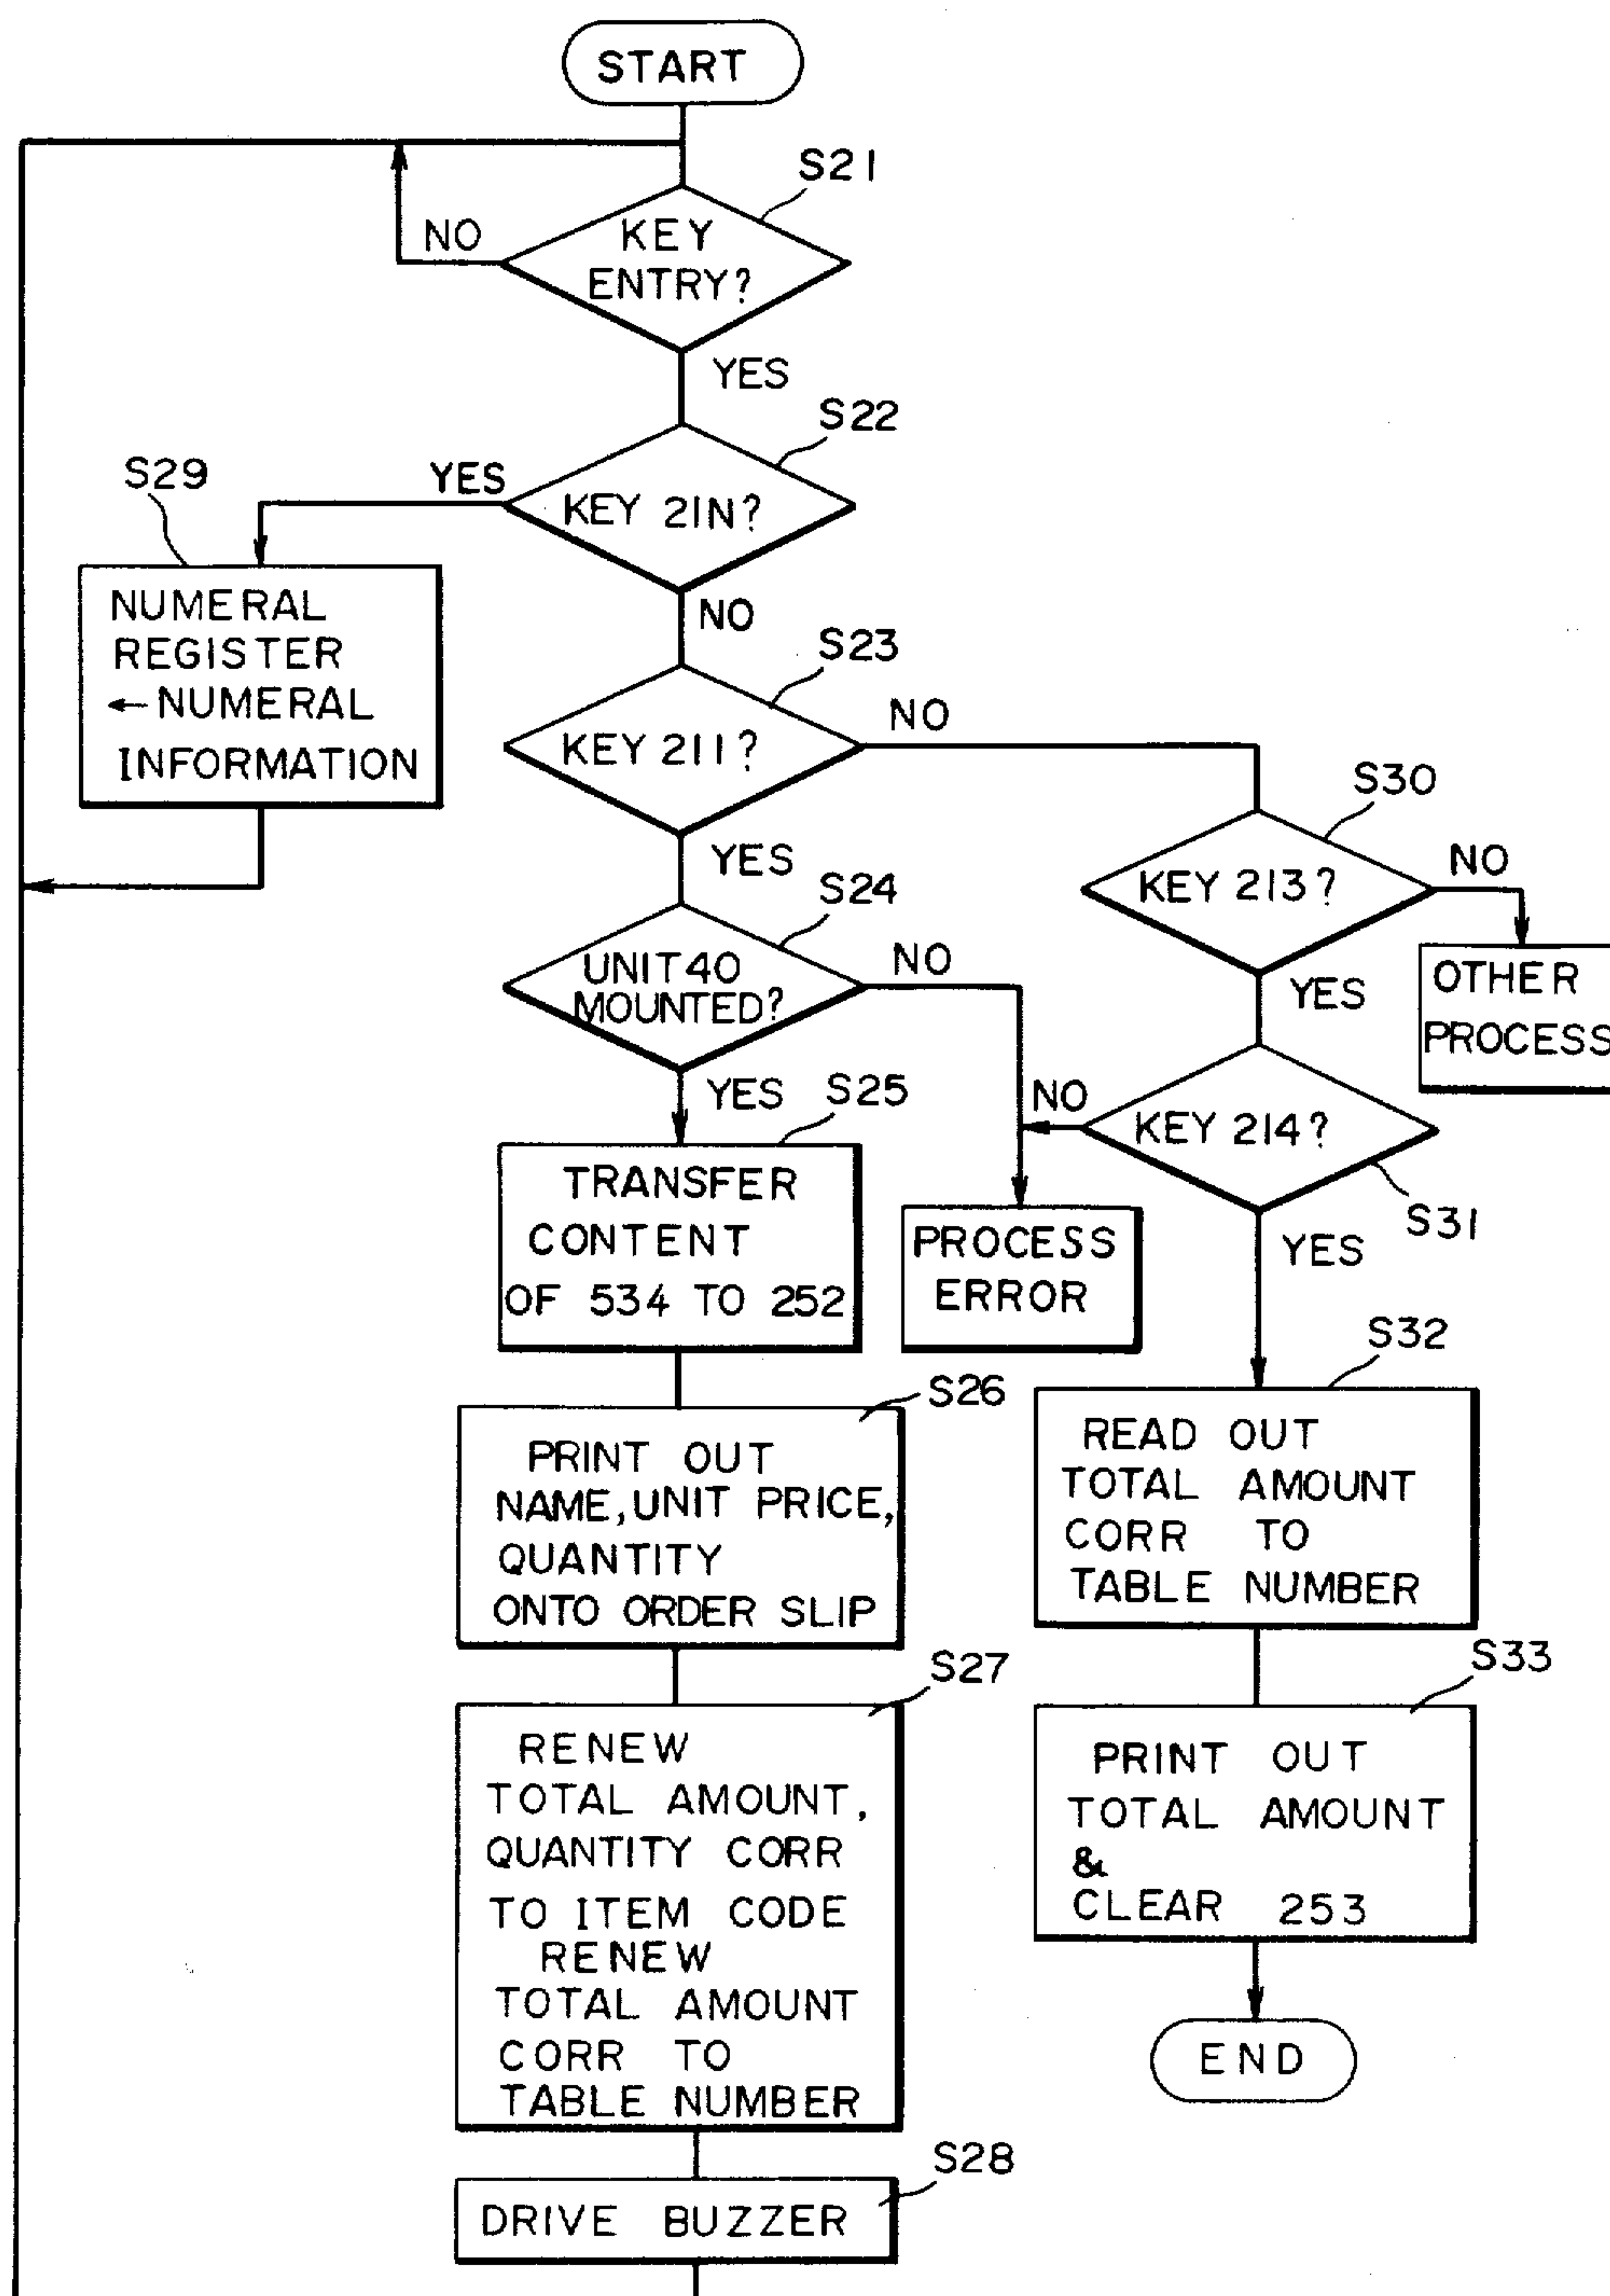 START
S21
NO
KEY
ENTRY?
YES
S22
S29
YES
KEY 21N?
NUMERAL
REGISTER
←NUMERAL
INFORMATION
NO
S23
NO
KEY 211?
S30
YES
KEY 213?
NO
S24
UNIT40
MOUNTED?
NO
YES
OTHER
PROCESS
YES
S25
NO
KEY 214?
S31
TRANSFER
CONTENT
OF 534 TO 252
PROCESS
ERROR
YES
S32
S26
PRINT OUT
NAME, UNIT PRICE,
QUANTITY
ONTO ORDER SLIP
READ OUT
TOTAL AMOUNT
CORR TO
TABLE NUMBER
S27
S33
RENEW
TOTAL AMOUNT,
QUANTITY CORR
TO ITEM CODE
RENEW
TOTAL AMOUNT
CORR TO
TABLE NUMBER
PRINT OUT
TOTAL AMOUNT
&
CLEAR 253
END
S28
DRIVE BUZZER